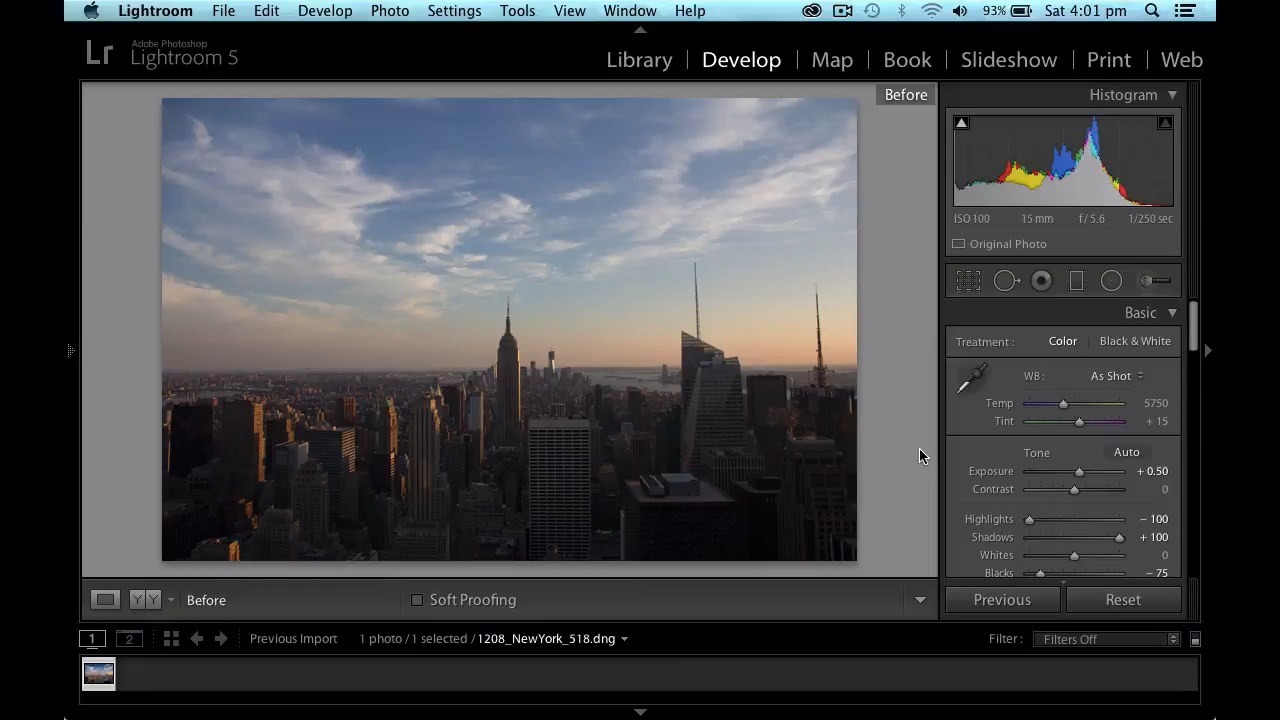 Lightroom File Edit Develop Photo Settings Tools View Window Help 93% Sat 4:01 pm
Lr Adobe Photoshop Lightroom 5
Library Develop Map Book Slideshow Print Web
Before
Histogram
ISO 100 15 mm f / 5.6 1/250 sec
Original Photo
Basic
Treatment : Color Black & White
WB : As Shot
Temp 5750
Tint + 15
Tone Auto
Exposure + 0.50
Contrast 0
Highlights − 100
Shadows + 100
Whites 0
Blacks − 75
YY Before Soft Proofing Previous Reset
1 2 Previous Import 1 photo / 1 selected / 1208_NewYork_518.dng Filter : Filters Off